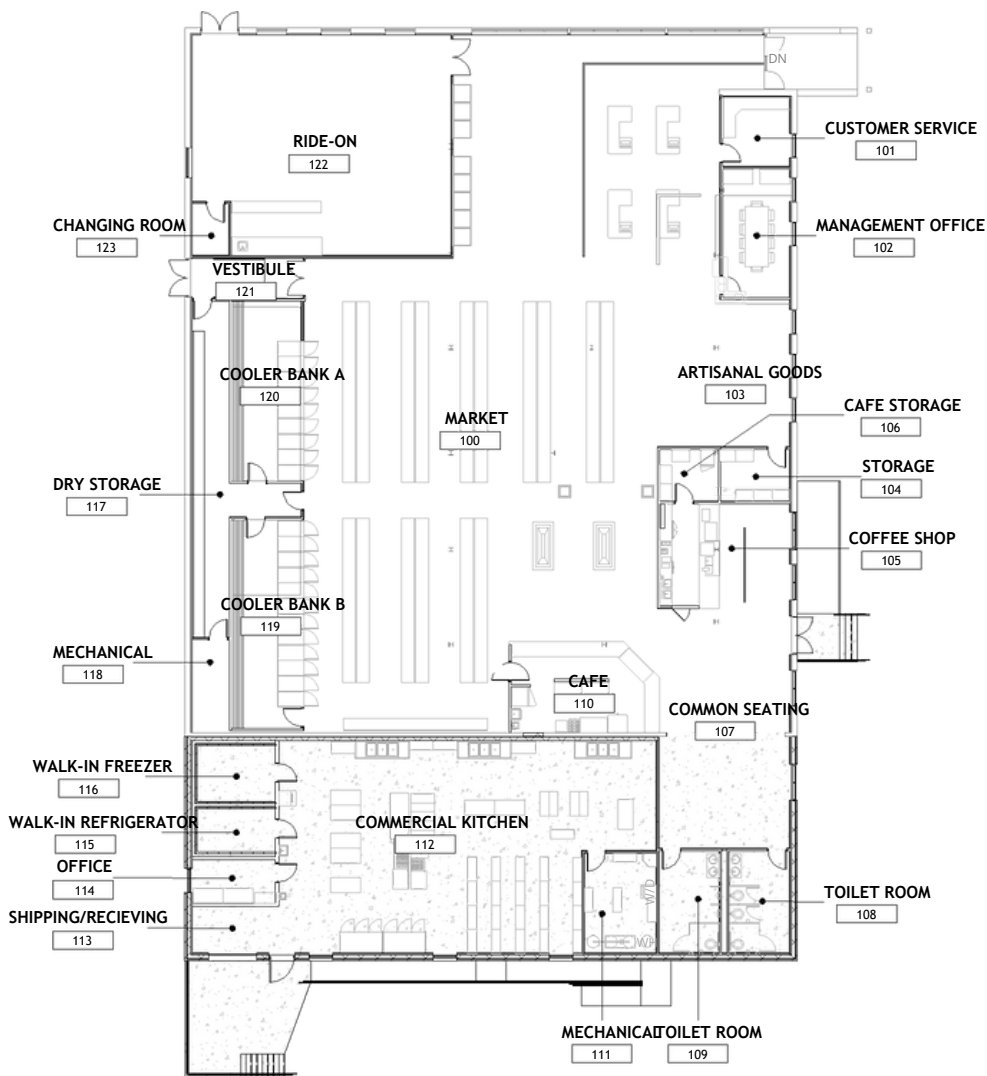 DN
CUSTOMER SERVICE
101
RIDE-ON
122
CHANGING ROOM
123
MANAGEMENT OFFICE
102
VESTIBULE
121
COOLER BANK A
120
ARTISANAL GOODS
103
MARKET
100
CAFE STORAGE
106
STORAGE
104
DRY STORAGE
117
COFFEE SHOP
105
COOLER BANK B
119
MECHANICAL
118
CAFE
110
COMMON SEATING
107
WALK-IN FREEZER
116
WALK-IN REFRIGERATOR
115
COMMERCIAL KITCHEN
112
OFFICE
114
W/D
TOILET ROOM
108
SHIPPING/RECIEVING
113
WH
MECHANICAL
111
TOILET ROOM
109